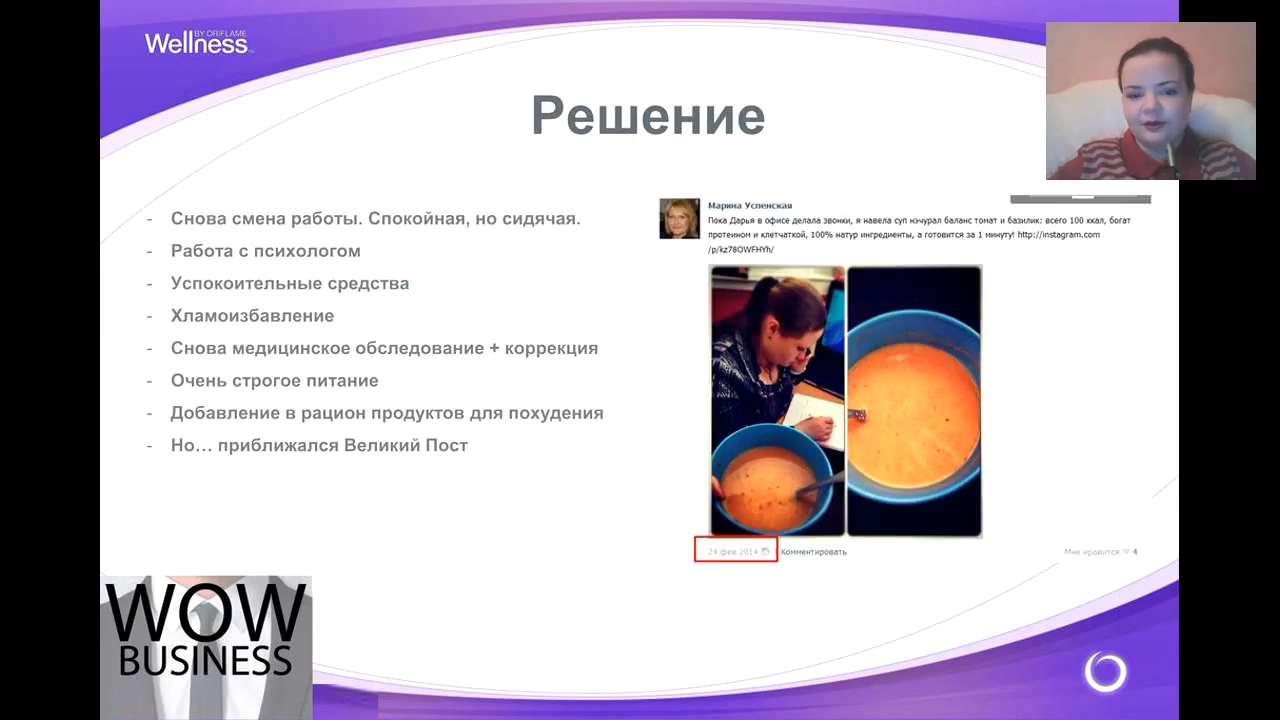 BY ORIFLAME
Wellness
Решение
- Снова смена работы. Спокойная, но сидячая.
- Работа с психологом
- Успокоительные средства
- Хламоизбавление
- Снова медицинское обследование + коррекция
- Очень строгое питание
- Добавление в рацион продуктов для похудения
- Но… приближался Великий Пост
Марина Успенская
Пока Дарья в офисе делала звонки, я навела суп нэчурал баланс томат и базилик: всего 100 ккал, богат
протеином и клетчаткой, 100% натур ингредиенты, а готовится за 1 минуту! http://instagram.com
/p/kz78OWFHYh/
24 фев 2014 | Комментировать
Мне нравится 4
WOW
BUSINESS